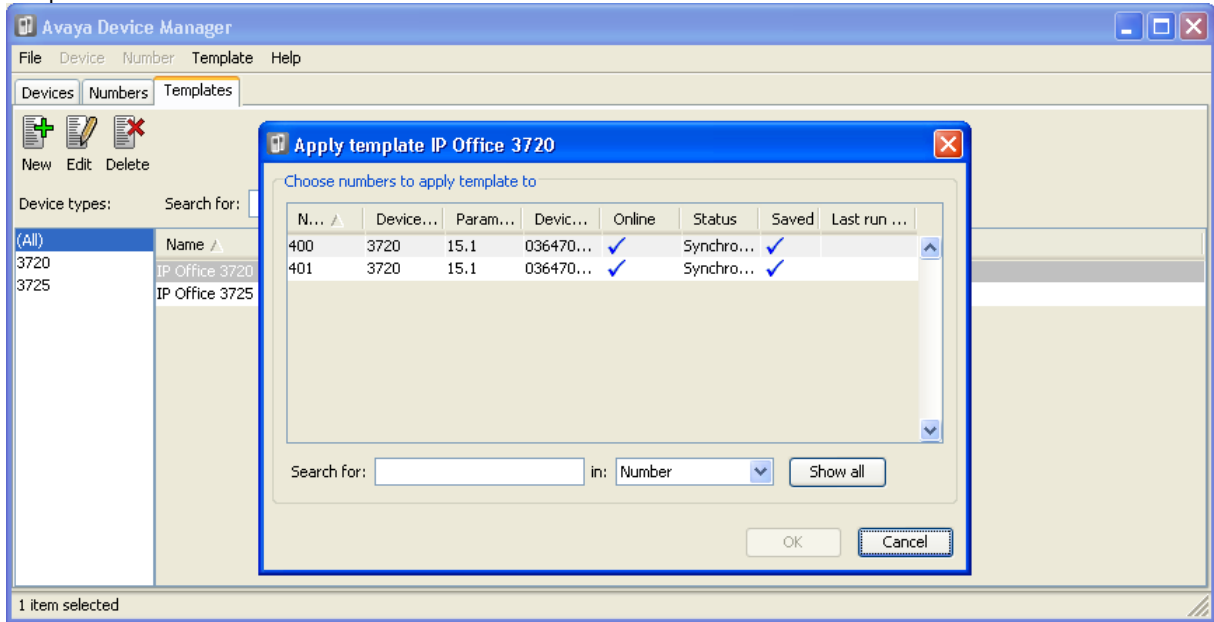 Avaya Device Manager
File Device Number Template Help
Devices Numbers Templates
New Edit Delete
Device types: Search for:
(All)
3720
3725
Name
IP Office 3720
IP Office 3725
Apply template IP Office 3720
Choose numbers to apply template to
N... Device... Param... Devic... Online Status Saved Last run ...
400 3720 15.1 036470... Synchro...
401 3720 15.1 036470... Synchro...
Search for: in: Number Show all
OK Cancel
1 item selected